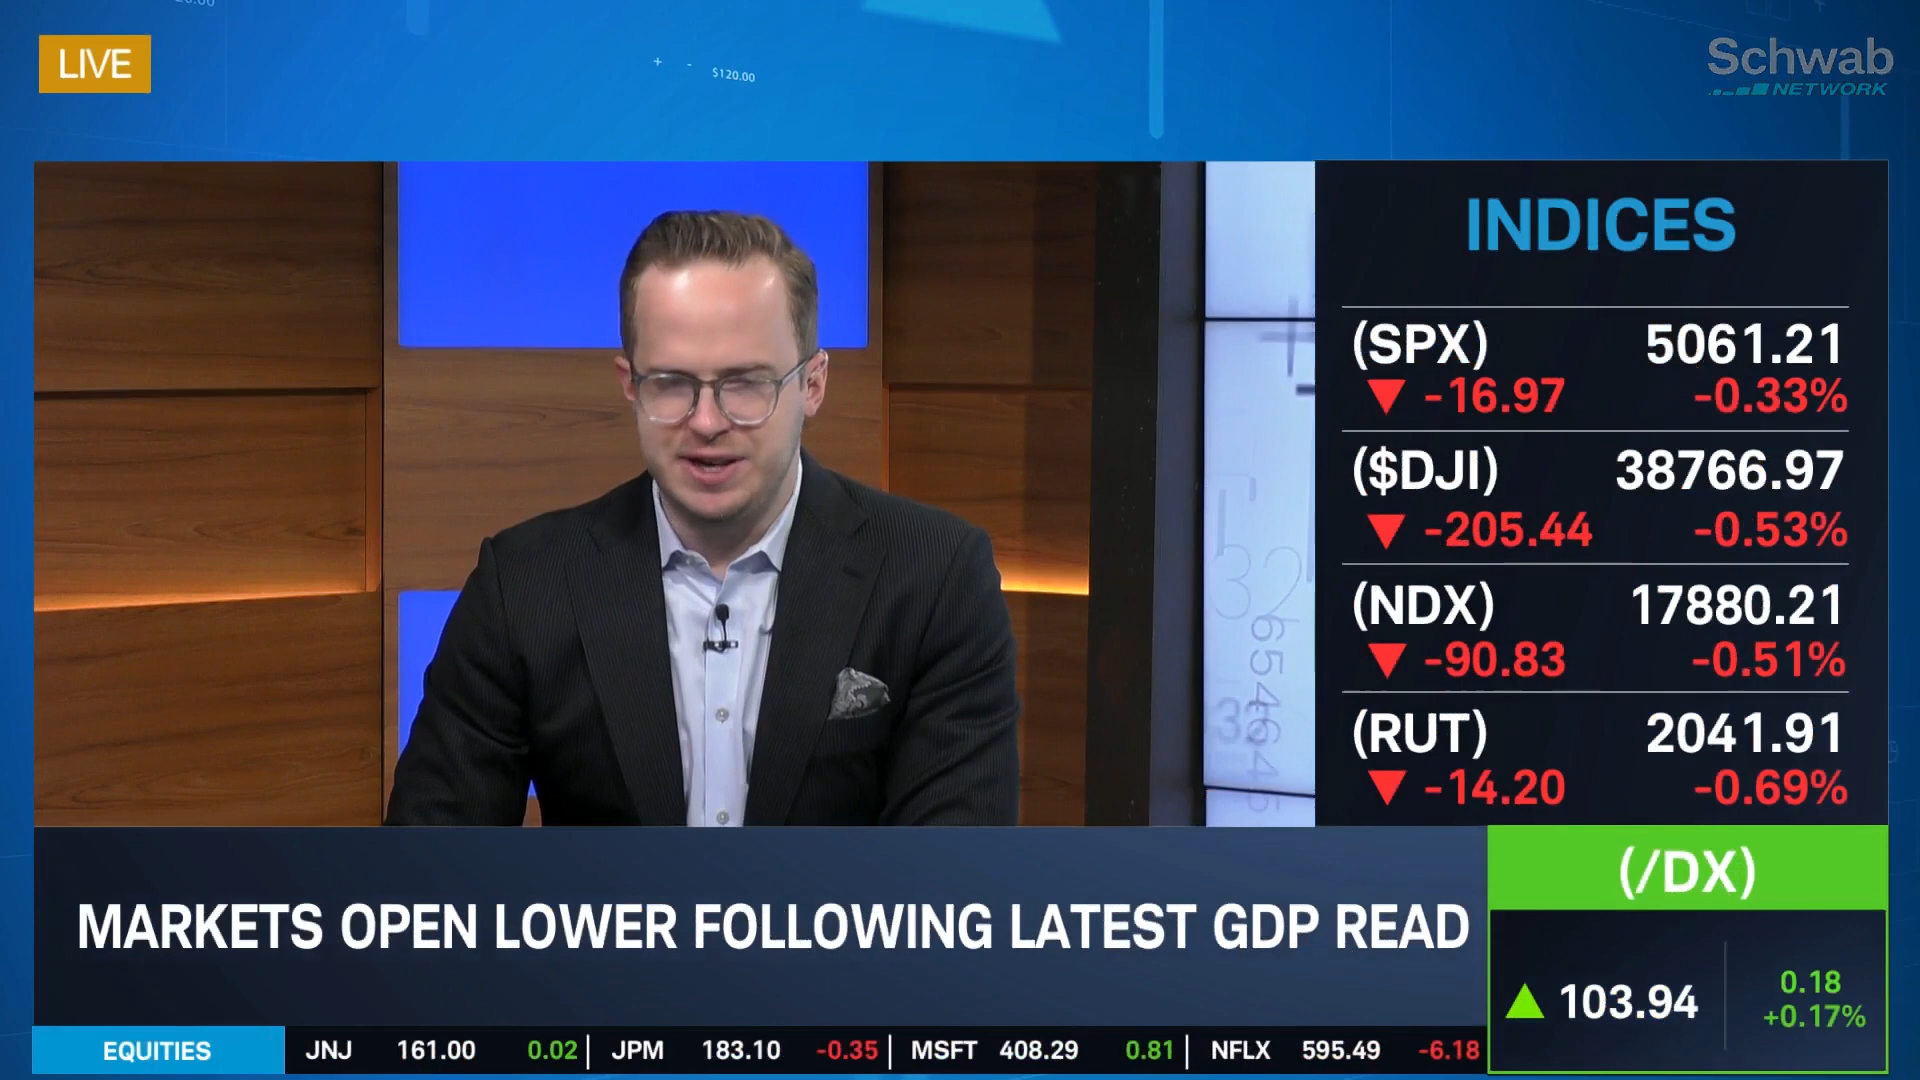 LIVE
$120.00
Schwab
NETWORK
INDICES
(SPX) 5061.21
-16.97 -0.33%
($DJI) 38766.97
-205.44 -0.53%
(NDX) 17880.21
-90.83 -0.51%
(RUT) 2041.91
-14.20 -0.69%
MARKETS OPEN LOWER FOLLOWING LATEST GDP READ
(/DX)
103.94
0.18
+0.17%
EQUITIES JNJ 161.00 0.02 JPM 183.10 -0.35 MSFT 408.29 0.81 NFLX 595.49 -6.18